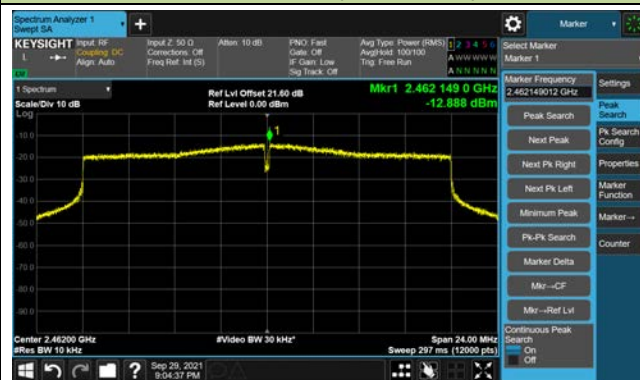 Spectrum Analyzer 1
Swept SA
Marker
KEYSIGHT Input: RF
Coupling: DC
Align: Auto
Input Z: 50 Ω
Corrections: Off
Freq Ref: Int (S)
Atten: 10 dB
PNO: Fast
Gate: Off
IF Gain: Low
Sig Track: Off
Avg Type: Power (RMS)
Avg|Hold: 100/100
Trig: Free Run
1 2 3 4 5 6
A W W W W W
A N N N N N
L
Select Marker
Marker 1
1 Spectrum
Scale/Div 10 dB
Log
Ref Lvl Offset 21.60 dB
Ref Level 0.00 dBm
Mkr1 2.462 149 0 GHz
-12.888 dBm
1
-10.0
-20.0
-30.0
-40.0
-50.0
-60.0
-70.0
-80.0
-90.0
Center 2.46200 GHz
#Res BW 10 kHz
#Video BW 30 kHz*
Span 24.00 MHz
Sweep 297 ms (12000 pts)
Marker Frequency
2.462149012 GHz
Peak Search
Next Peak
Next Pk Right
Next Pk Left
Minimum Peak
Pk-Pk Search
Marker Delta
Mkr→CF
Mkr→Ref Lvl
Continuous Peak
Search
On
Off
Settings
Peak
Search
Pk Search
Config
Properties
Marker
Function
Marker→
Counter
?
Sep 29, 2021
9:04:37 PM